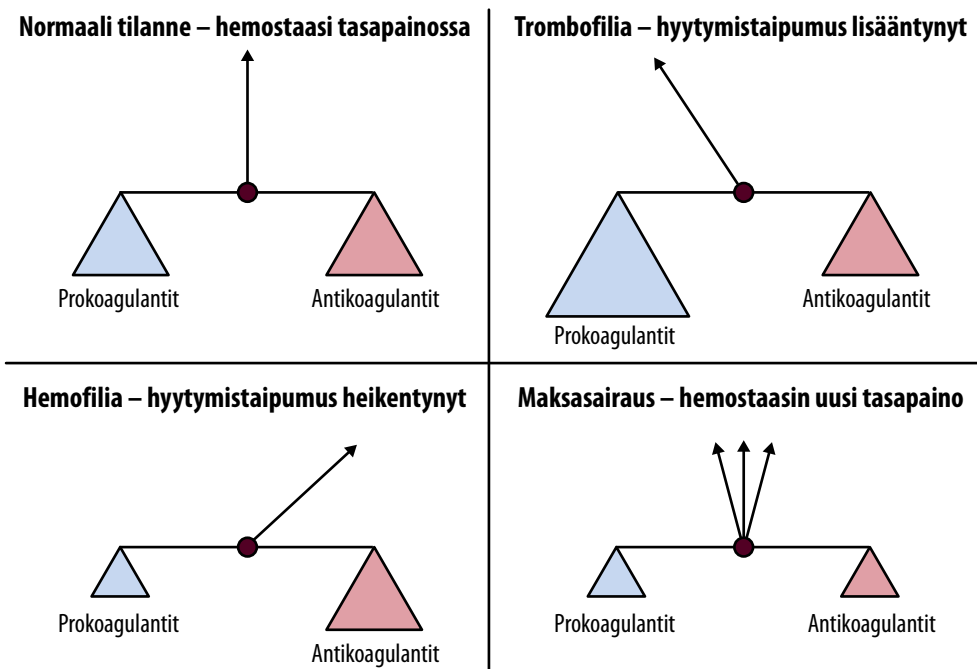 Normaali tilanne – hemostaasi tasapainossa
Prokoagulantit
Antikoagulantit
Trombofilia – hyytymistaipumus lisääntynyt
Prokoagulantit
Antikoagulantit
Hemofilia – hyytymistaipumus heikentynyt
Prokoagulantit
Antikoagulantit
Maksasairaus – hemostaasin uusi tasapaino
Prokoagulantit
Antikoagulantit